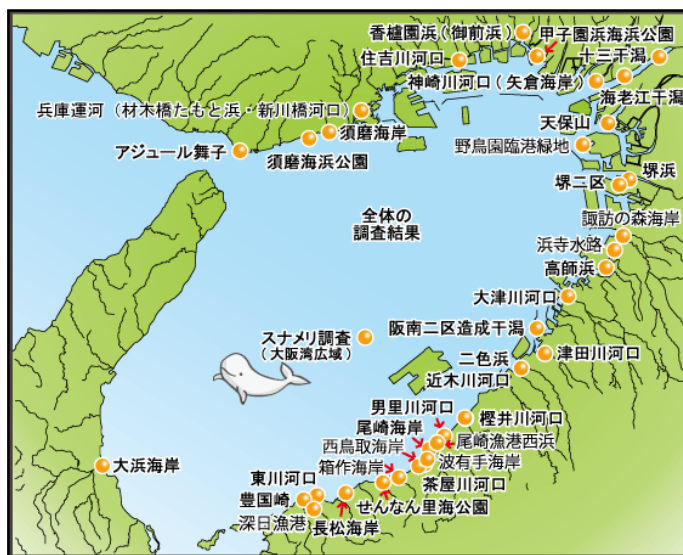 香櫨園浜(御前浜)
甲子園浜海浜公園
住吉川河口
十三干潟
神崎川河口(矢倉海岸)
海老江干潟
兵庫運河(材木橋たもと浜・新川橋河口)
須磨海岸
天保山
アジュール舞子
須磨海浜公園
野鳥園臨港緑地
堺浜
堺二区
全体の
調査結果
諏訪の森海岸
浜寺水路
高師浜
大津川河口
スナメリ調査
(大阪湾広域)
阪南二区造成干潟
二色浜
津田川河口
近木川河口
男里川河口
樫井川河口
尾崎海岸
尾崎漁港西浜
西鳥取海岸
波有手海岸
箱作海岸
大浜海岸
東川河口
茶屋川河口
豊国崎
せんなん里海公園
深日漁港
長松海岸